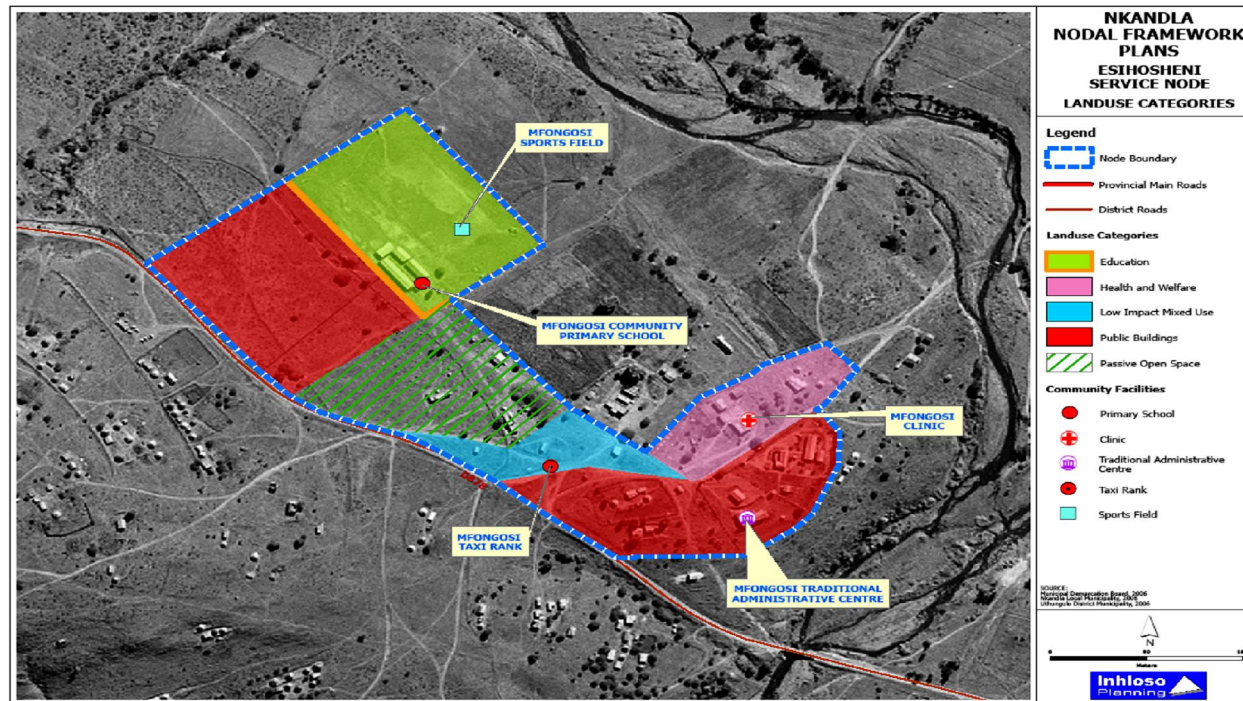 NKANDLA
NODAL FRAMEWORK
PLANS
ESIHOSHENI
SERVICE NODE
LANDUSE CATEGORIES
Legend
Node Boundary
Provincial Main Roads
District Roads
Landuse Categories
Education
Health and Welfare
Low Impact Mixed Use
Public Buildings
Passive Open Space
Community Facilities
Primary School
Clinic
Traditional Administrative
Centre
Taxi Rank
Sports Field
SOURCE:
Municipal Demarcation Board, 2006
Nkandla Local Municipality, 2006
Uthungulu District Municipality, 2006
N
0
Meters
Inhloso
Planning
MFONGOSI
SPORTS FIELD
MFONGOSI COMMUNITY
PRIMARY SCHOOL
MFONGOSI
CLINIC
MFONGOSI
TAXI RANK
MFONGOSI TRADITIONAL
ADMINISTRATIVE CENTRE